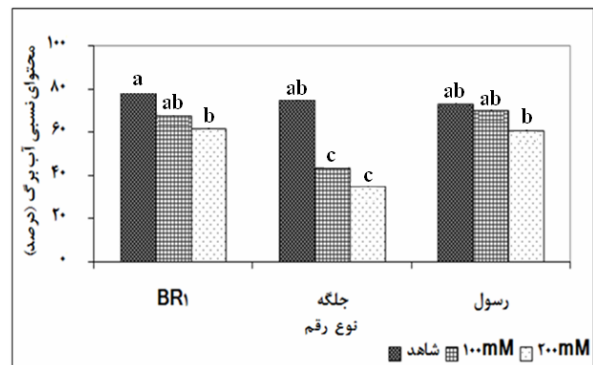 محتوای نسبی آب برگ (درصد)
۱۰۰
۸۰
۶۰
۴۰
۲۰
۰
a ab b
ab c c
ab ab b
BR۱ جلگه رسول
نوع رقم
شاهد ۱۰۰mM ۲۰۰mM